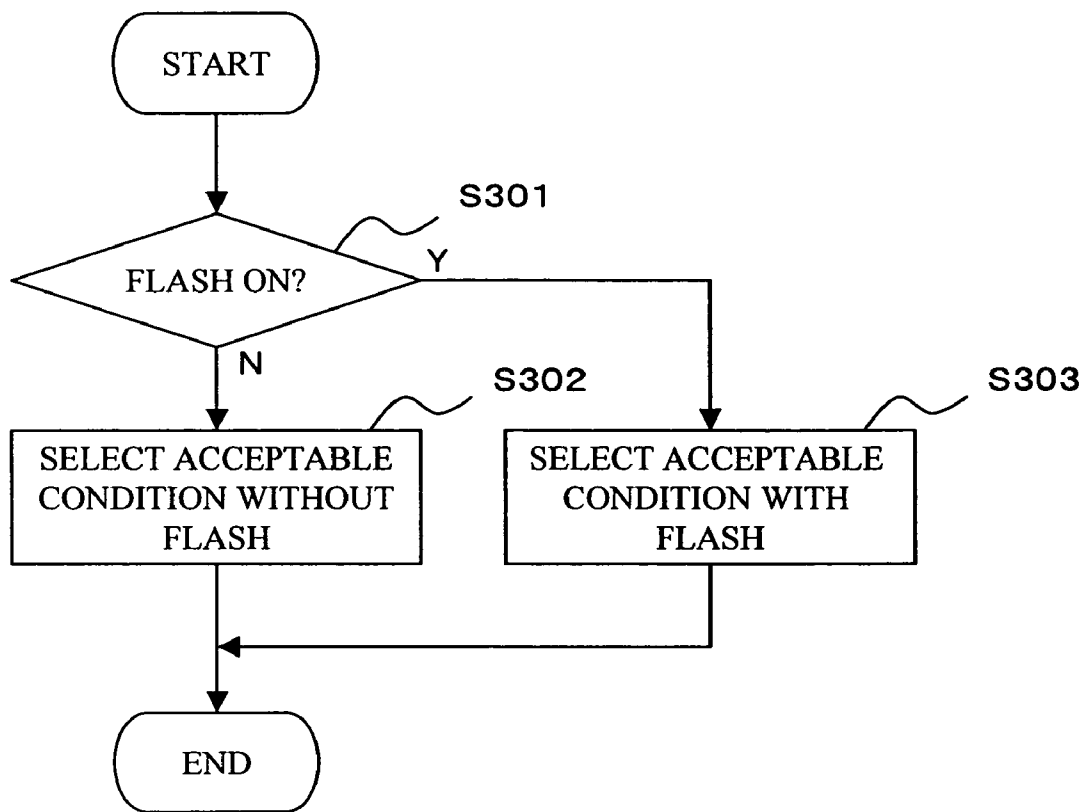 START
S301
FLASH ON?
Y
N
S302
S303
SELECT ACCEPTABLE
CONDITION WITHOUT
FLASH
SELECT ACCEPTABLE
CONDITION WITH
FLASH
END